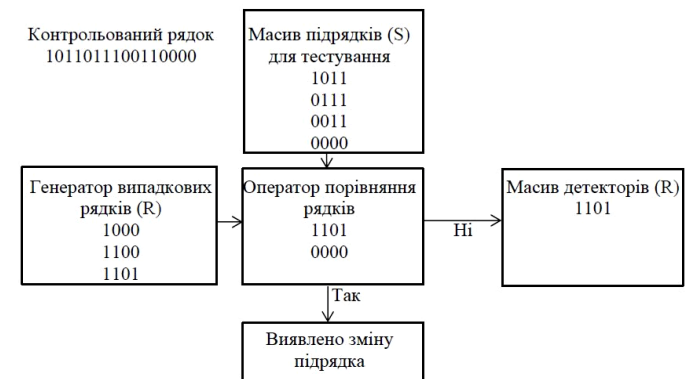 Контрольований рядок
1011011100110000
Масив підрядків (S)
для тестування
1011
0111
0011
0000
Генератор випадкових
рядків (R)
1000
1100
1101
Оператор порівняння
рядків
1101
0000
Ні
Масив детекторів (R)
1101
Так
Виявлено зміну
підрядка